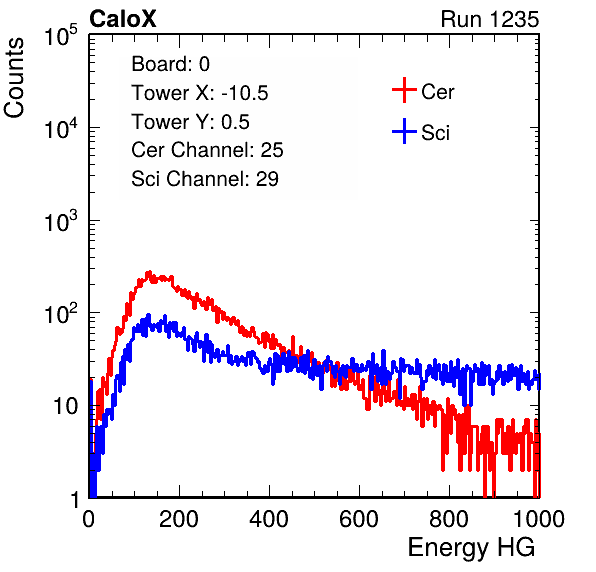 CaloX Run 1235
Counts
10^5
10^4
10^3
10^2
10
1
Board: 0
Tower X: -10.5
Tower Y: 0.5
Cer Channel: 25
Sci Channel: 29
Cer
Sci
0 200 400 600 800 1000
Energy HG